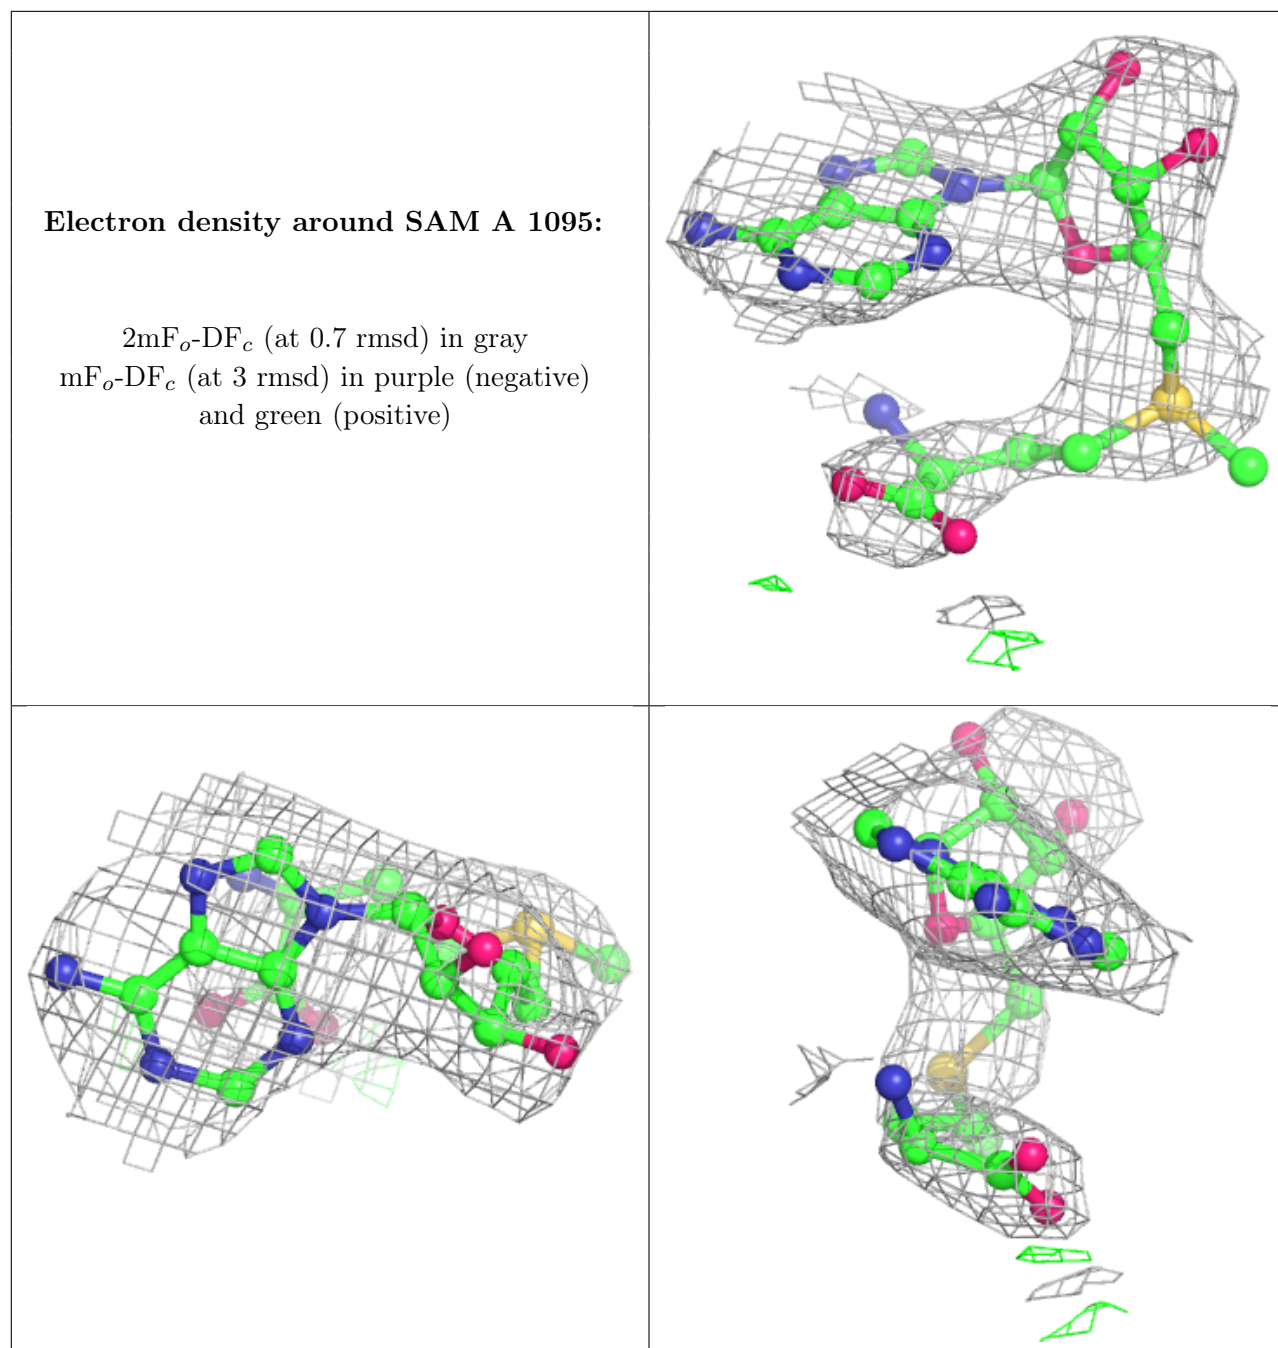 Electron density around SAM A 1095:
2mFₒ-DF𝒸 (at 0.7 rmsd) in gray
mFₒ-DF𝒸 (at 3 rmsd) in purple (negative)
and green (positive)